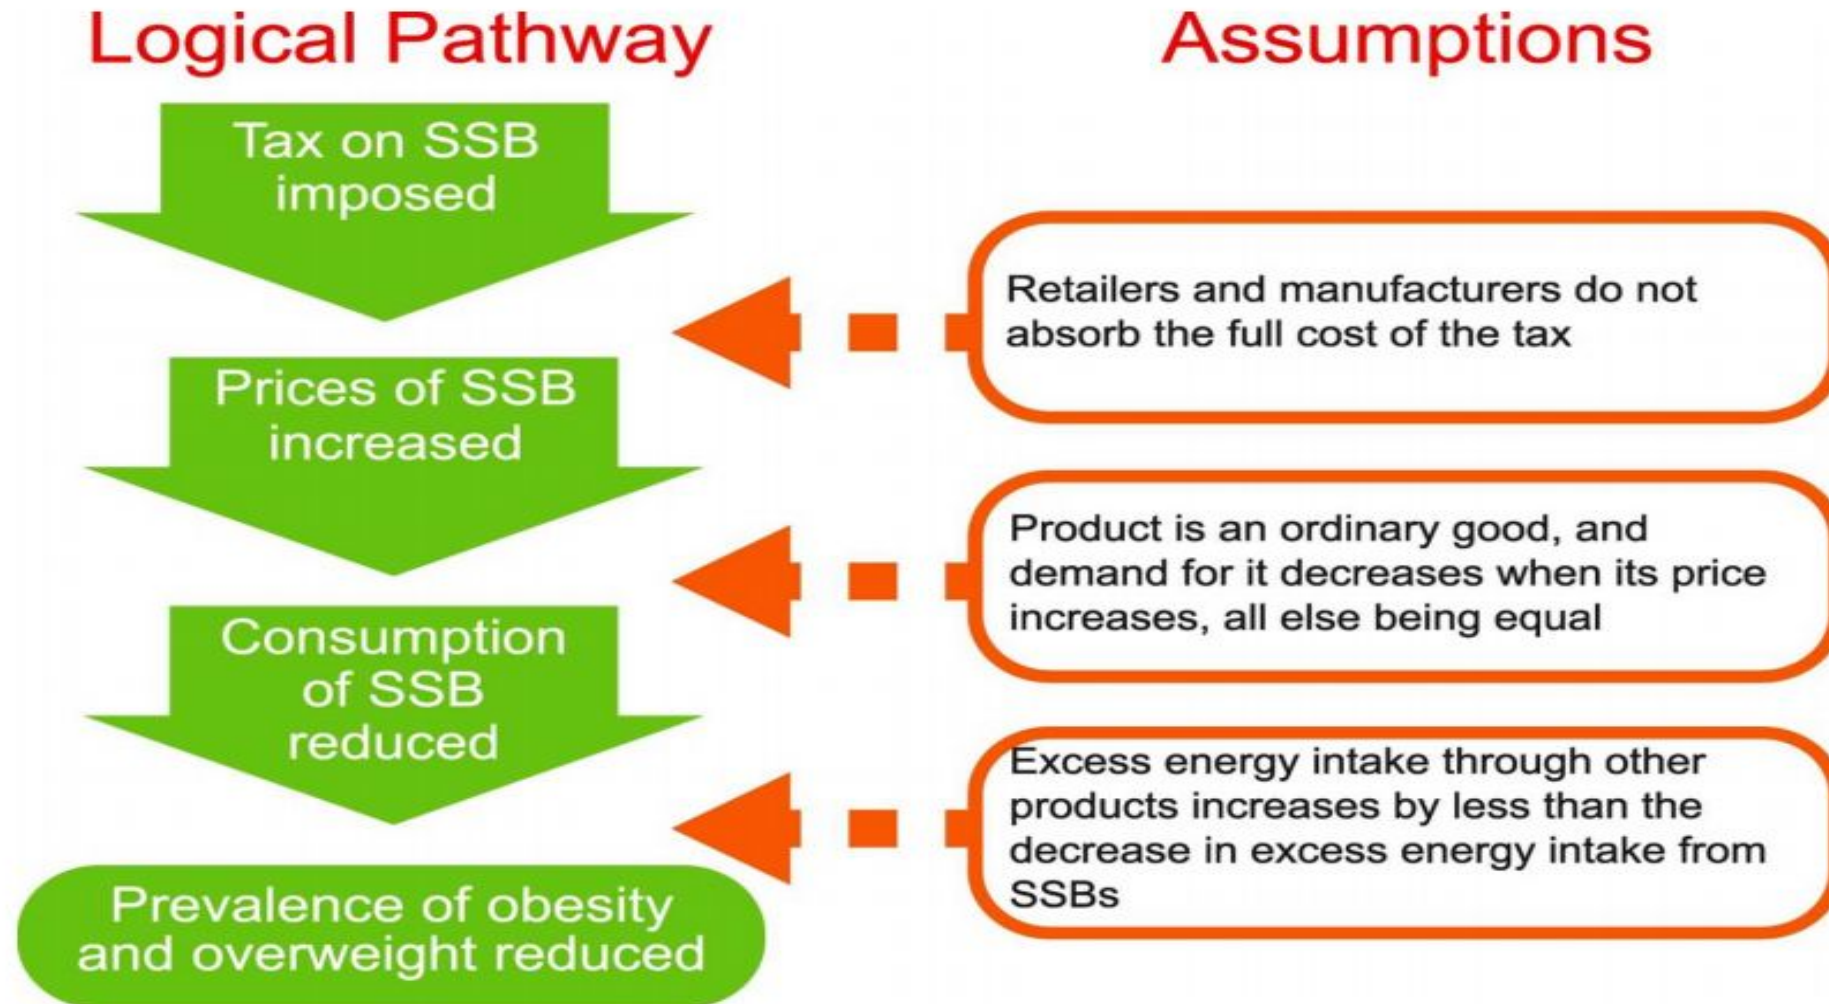 Logical Pathway
Assumptions
Tax on SSB
imposed
Retailers and manufacturers do not
absorb the full cost of the tax
Prices of SSB
increased
Product is an ordinary good, and
demand for it decreases when its price
increases, all else being equal
Consumption
of SSB
reduced
Excess energy intake through other
products increases by less than the
decrease in excess energy intake from
SSBs
Prevalence of obesity
and overweight reduced